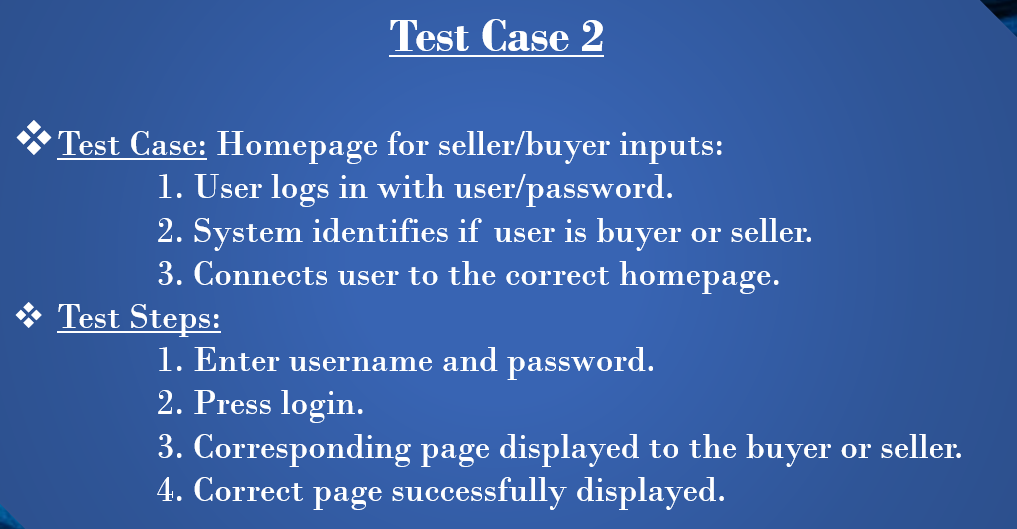 Test Case 2
❖Test Case: Homepage for seller/buyer inputs:
1. User logs in with user/password.
2. System identifies if user is buyer or seller.
3. Connects user to the correct homepage.
❖ Test Steps:
1. Enter username and password.
2. Press login.
3. Corresponding page displayed to the buyer or seller.
4. Correct page successfully displayed.